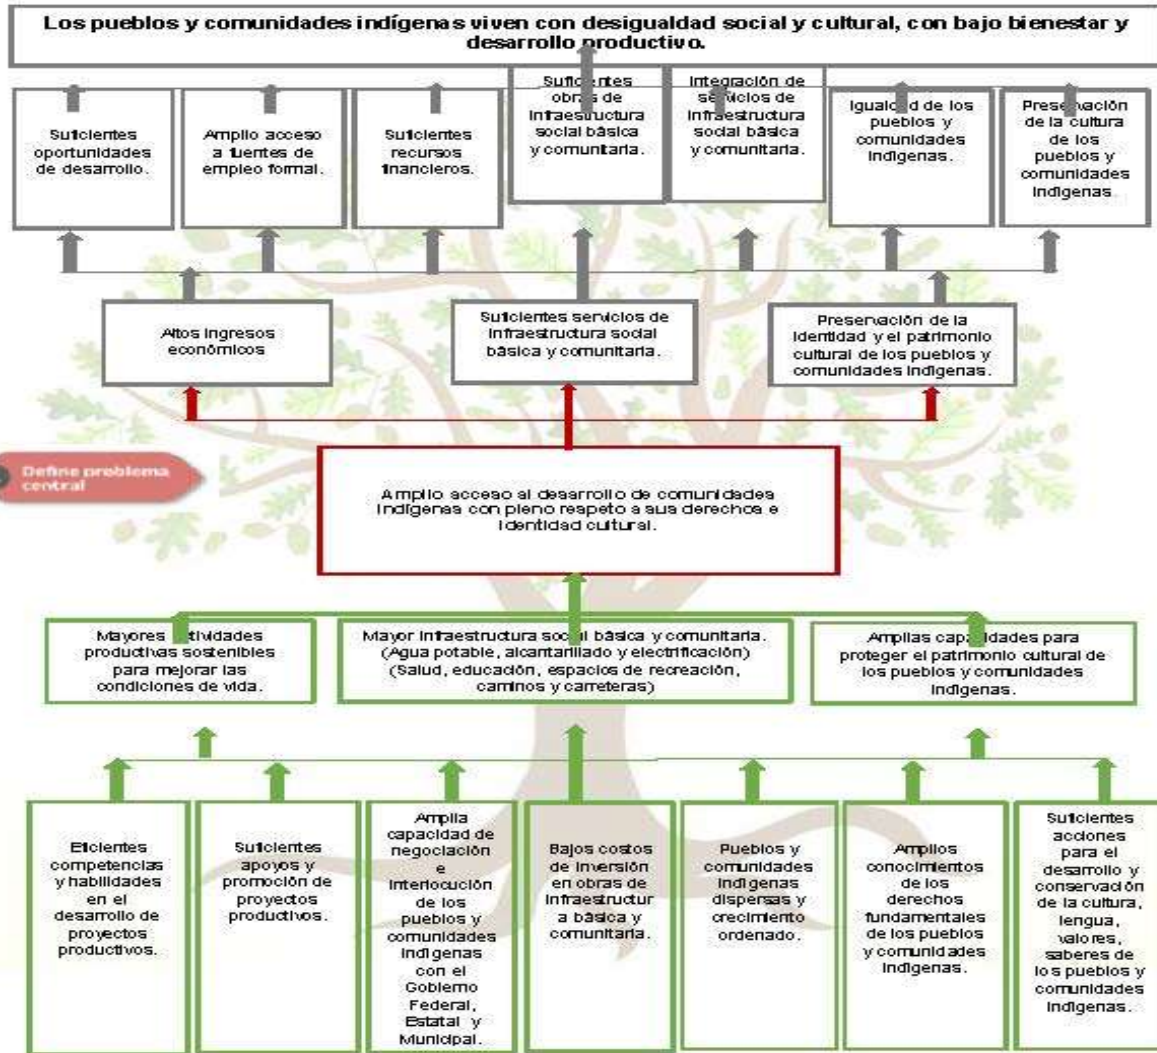 Los pueblos y comunidades indígenas viven con desigualdad social y cultural, con bajo bienestar y
desarrollo productivo.
Suficientes
oportunidades
de desarrollo.
Amplio acceso
a fuentes de
empleo formal.
Suficientes
recursos
financieros.
Suficientes
obras de
infraestructura
social básica
y comunitaria.
Integración de
servicios de
infraestructura
social básica
y comunitaria.
Igualdad de los
pueblos y
comunidades
indígenas.
Preservación
de la cultura
de los
pueblos y
comunidades
indígenas.
Altos ingresos
económicos
Suficientes servicios de
infraestructura social
básica y comunitaria.
Preservación de la
identidad y el patrimonio
cultural de los pueblos y
comunidades indígenas.
Define problema
central
Amplio acceso al desarrollo de comunidades
indígenas con pleno respeto a sus derechos e
identidad cultural.
Mayores actividades
productivas sostenibles
para mejorar las
condiciones de vida.
Mayor infraestructura social básica y comunitaria.
(Agua potable, alcantarillado y electrificación)
(Salud, educación, espacios de recreación,
caminos y carreteras)
Amplias capacidades para
proteger el patrimonio cultural de
los pueblos y comunidades
indígenas.
Eficientes
competencias
y habilidades
en el
desarrollo de
proyectos
productivos.
Suficientes
apoyos y
promoción de
proyectos
productivos.
Amplia
capacidad de
negociación
e
interlocución
de los
pueblos y
comunidades
indígenas
con el
Gobierno
Federal,
Estatal y
Municipal.
Bajos costos
de inversión
en obras de
infraestructur
a básica y
comunitaria.
Pueblos y
comunidades
indígenas
dispersas y
crecimiento
ordenado.
Amplios
conocimientos
de los
derechos
fundamentales
de los pueblos
y comunidades
indígenas.
Suficientes
acciones
para el
desarrollo y
conservación
de la cultura,
lengua,
valores,
saberes de
los pueblos y
comunidades
indígenas.